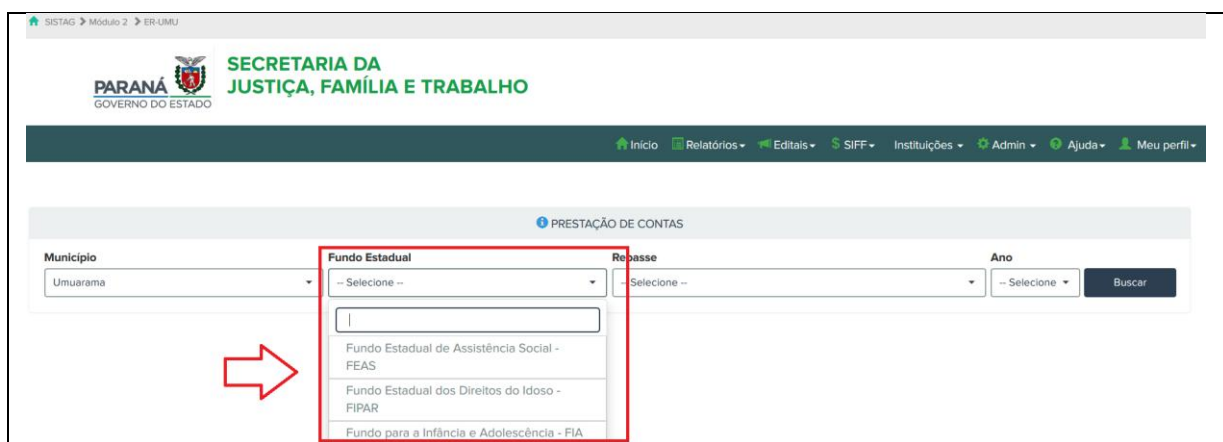 SISTAG > Módulo 2 > ER-UMU
PARANÁ
GOVERNO DO ESTADO
SECRETARIA DA
JUSTIÇA, FAMÍLIA E TRABALHO
Início Relatórios Editais $ SIFF Instituições Admin Ajuda Meu perfil
PRESTAÇÃO DE CONTAS
Município Fundo Estadual Repasse Ano
Umuarama -- Selecione -- -- Selecione -- -- Selecione Buscar
Fundo Estadual de Assistência Social -
FEAS
Fundo Estadual dos Direitos do Idoso -
FIPAR
Fundo para a Infância e Adolescência - FIA